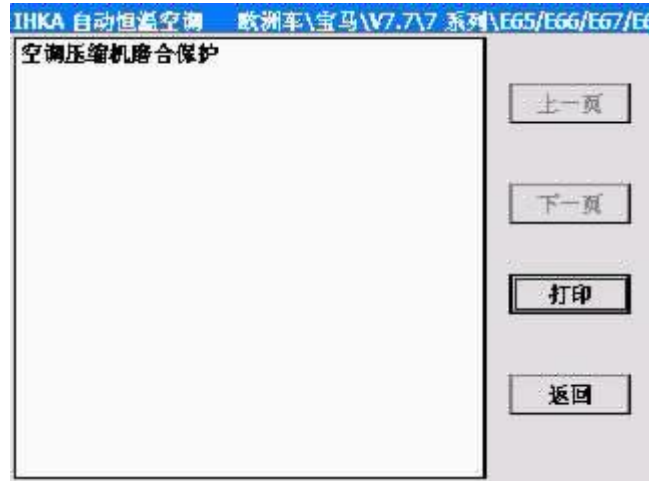 IHKA 自动恒温空调 欧洲车\宝马\V7.7\7 系列\E65/E66/E67/E6
空调压缩机磨合保护
上一页
下一页
打印
返回